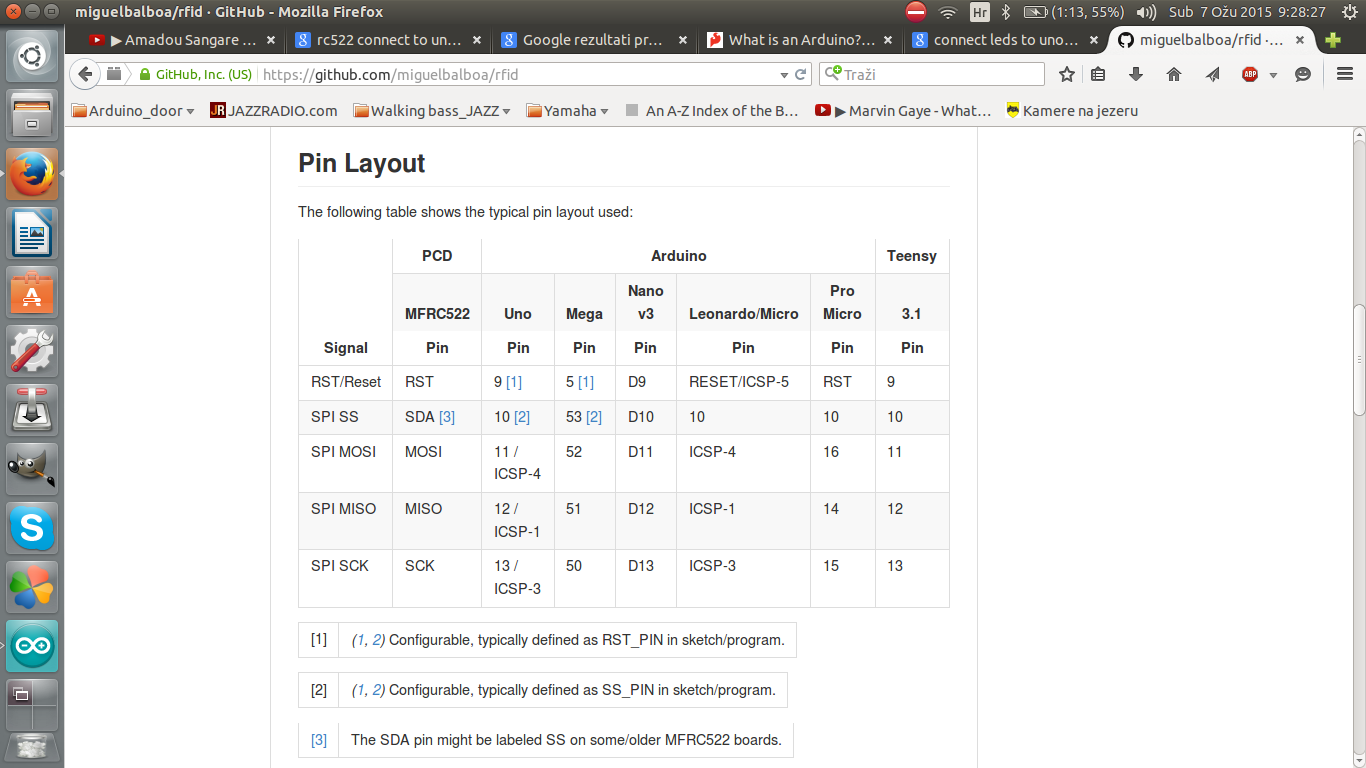 miguelbalboa/rfid · GitHub - Mozilla Firefox
Hr
(1:13, 55%)
Sub 7 Ožu 2015 9:28:27
▶ Amadou Sangare ...
rc522 connect to un...
Google rezultati pr...
What is an Arduino?...
connect leds to uno...
miguelbalboa/rfid ·...
GitHub, Inc. (US)
https://github.com/miguelbalboa/rfid
Traži
ABP
Arduino_door
JR JAZZRADIO.com
Walking bass_JAZZ
Yamaha
An A-Z Index of the B...
▶ Marvin Gaye - What...
Kamere na jezeru
Pin Layout
The following table shows the typical pin layout used:
PCD Arduino Teensy
MFRC522 Uno Mega Nano v3 Leonardo/Micro Pro Micro 3.1
Signal Pin Pin Pin Pin Pin Pin Pin
RST/Reset RST 9 [1] 5 [1] D9 RESET/ICSP-5 RST 9
SPI SS SDA [3] 10 [2] 53 [2] D10 10 10 10
SPI MOSI MOSI 11 / ICSP-4 52 D11 ICSP-4 16 11
SPI MISO MISO 12 / ICSP-1 51 D12 ICSP-1 14 12
SPI SCK SCK 13 / ICSP-3 50 D13 ICSP-3 15 13
[1] (1, 2) Configurable, typically defined as RST_PIN in sketch/program.
[2] (1, 2) Configurable, typically defined as SS_PIN in sketch/program.
[3] The SDA pin might be labeled SS on some/older MFRC522 boards.